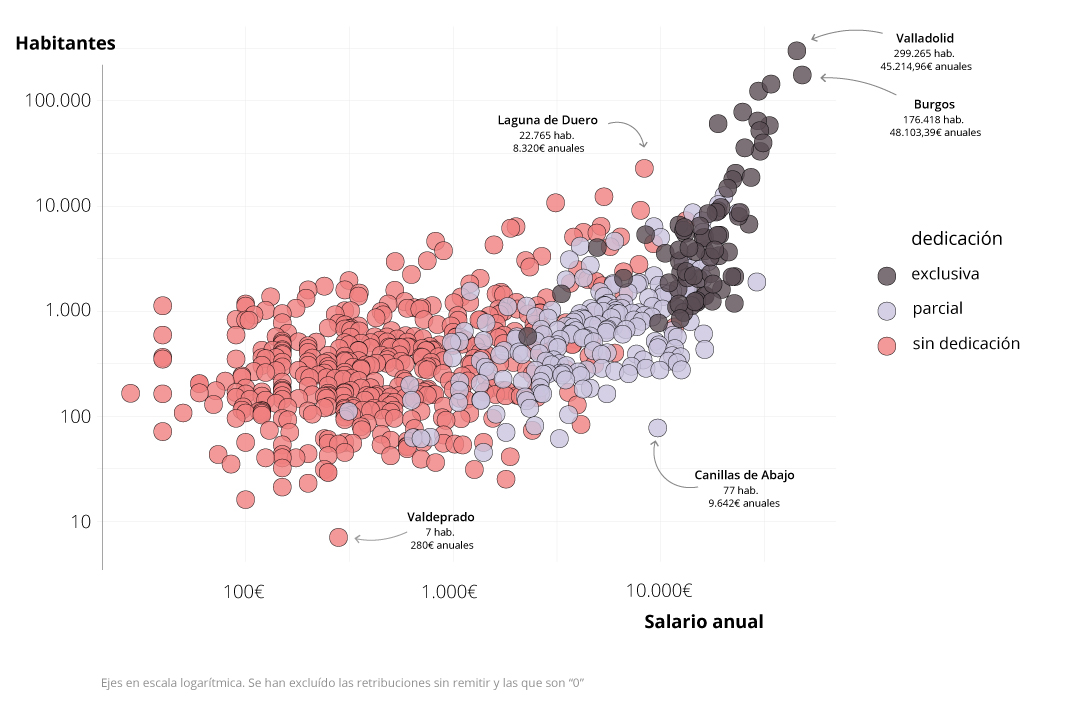 Habitantes
100.000
10.000
1.000
100
10
Valladolid
299.265 hab.
45.214,96€ anuales
Burgos
176.418 hab.
48.103,39€ anuales
Laguna de Duero
22.765 hab.
8.320€ anuales
dedicación
exclusiva
parcial
sin dedicación
Canillas de Abajo
77 hab.
9.642€ anuales
Valdeprado
7 hab.
280€ anuales
100€
1.000€
10.000€
Salario anual
Ejes en escala logarítmica. Se han excluído las retribuciones sin remitir y las que son “0”